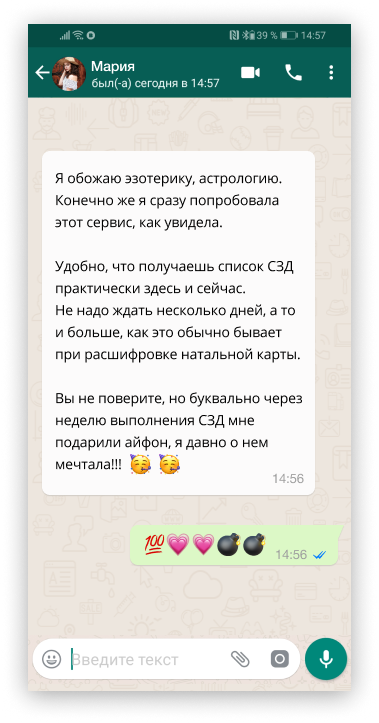 39 % 14:57
Мария
был(-а) сегодня в 14:57
Я обожаю эзотерику, астрологию.
Конечно же я сразу попробовала
этот сервис, как увидела.
Удобно, что получаешь список СЗД
практически здесь и сейчас.
Не надо ждать несколько дней, а то
и больше, как это обычно бывает
при расшифровке натальной карты.
Вы не поверите, но буквально через
неделю выполнения СЗД мне
подарили айфон, я давно о нем
мечтала!!! 🥳 🥳
14:56
💯💗💗💣💣 14:56
Введите текст